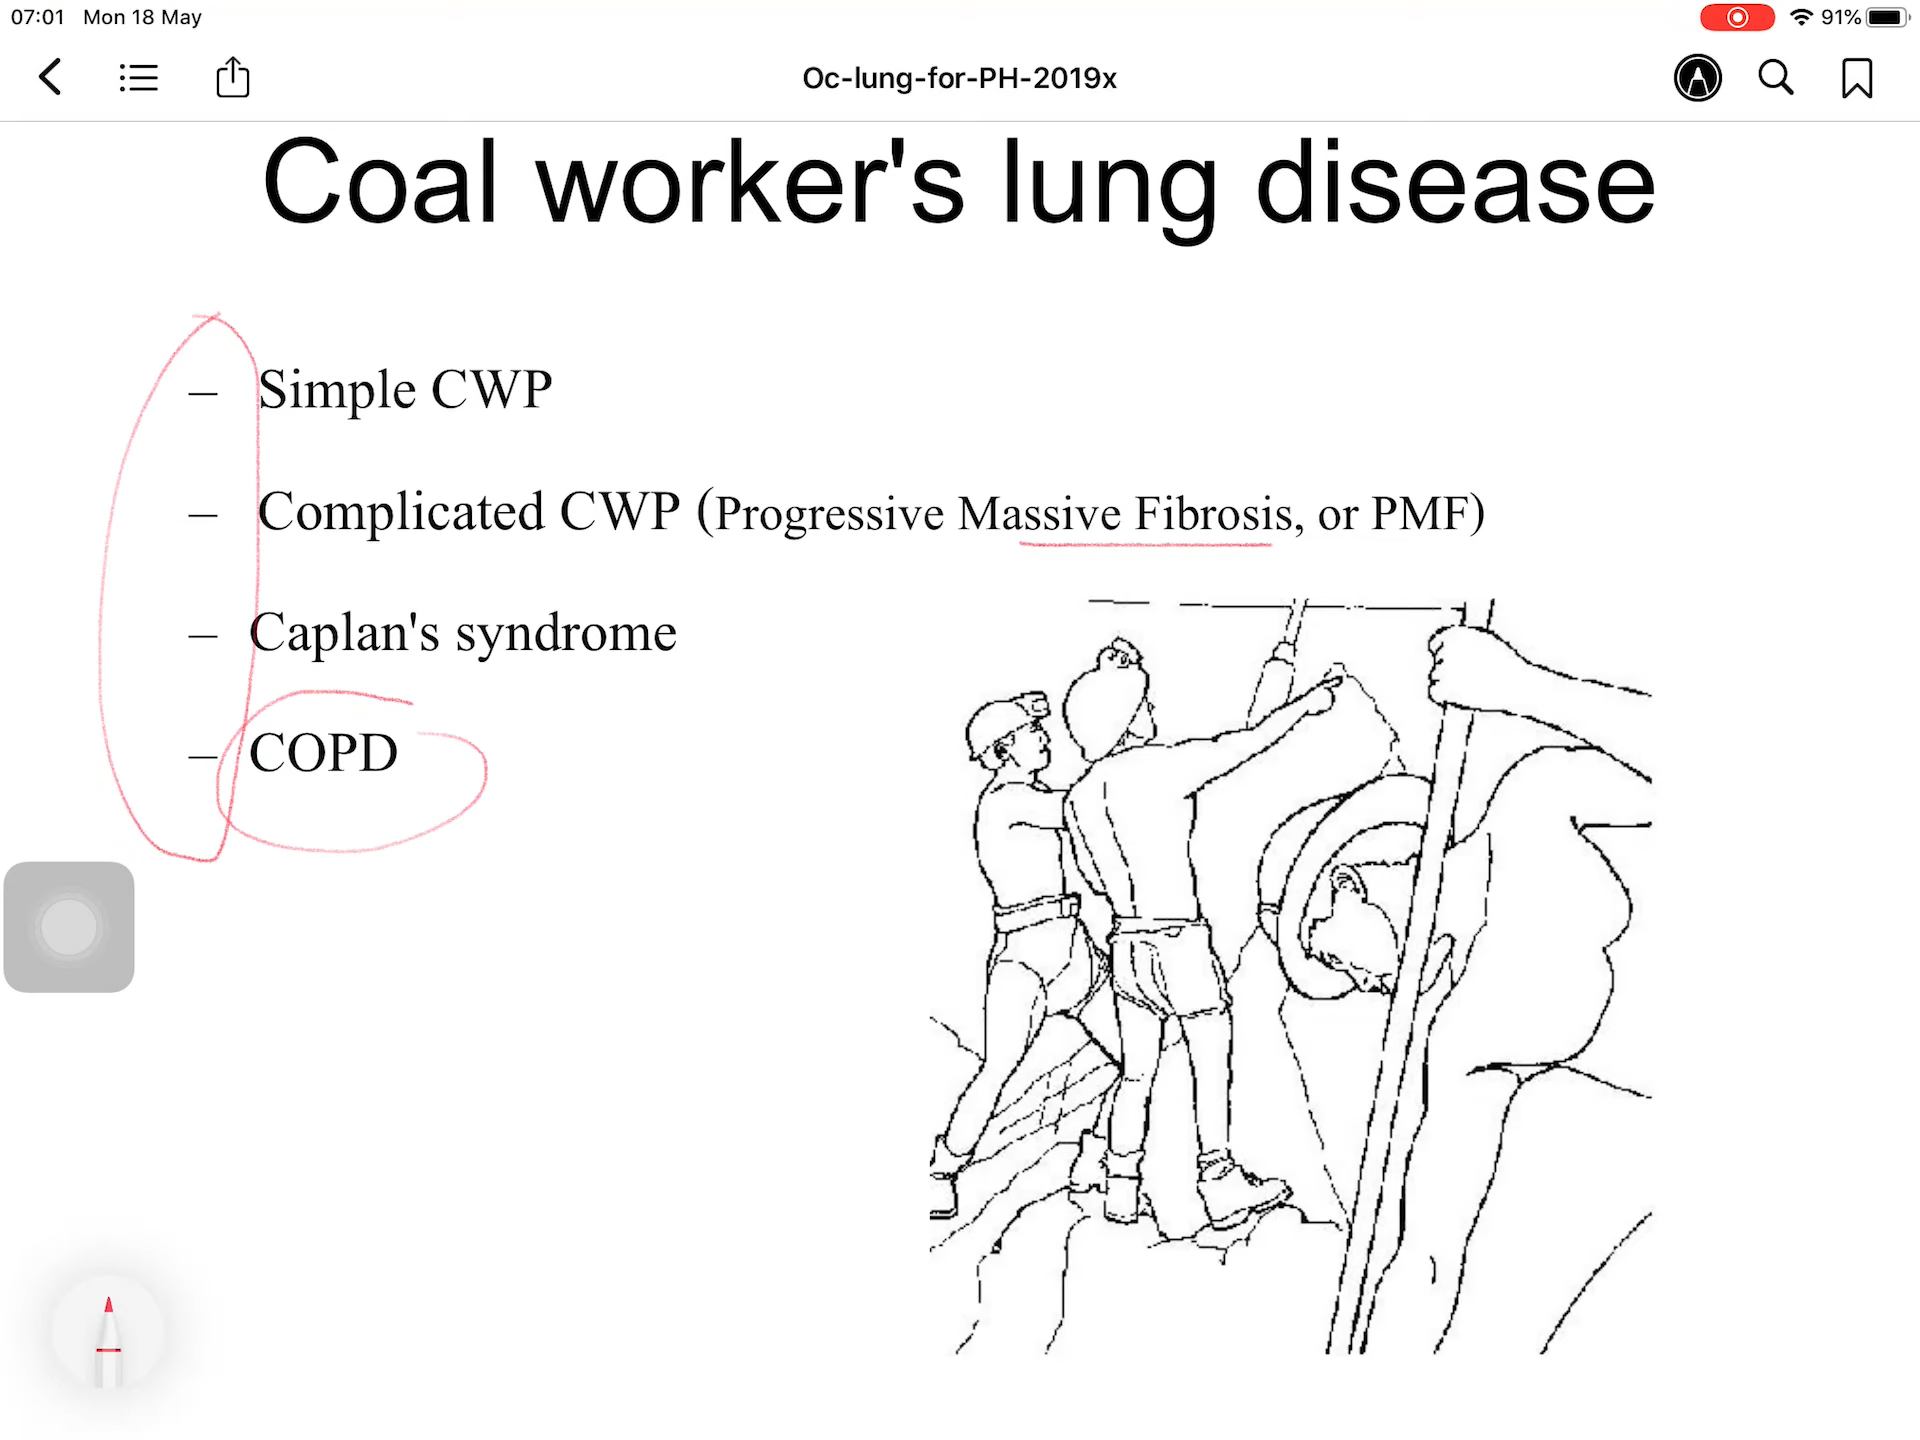 07:01 Mon 18 May
91%
Oc-lung-for-PH-2019x
Coal worker's lung disease
– Simple CWP
– Complicated CWP (Progressive Massive Fibrosis, or PMF)
– Caplan's syndrome
– COPD